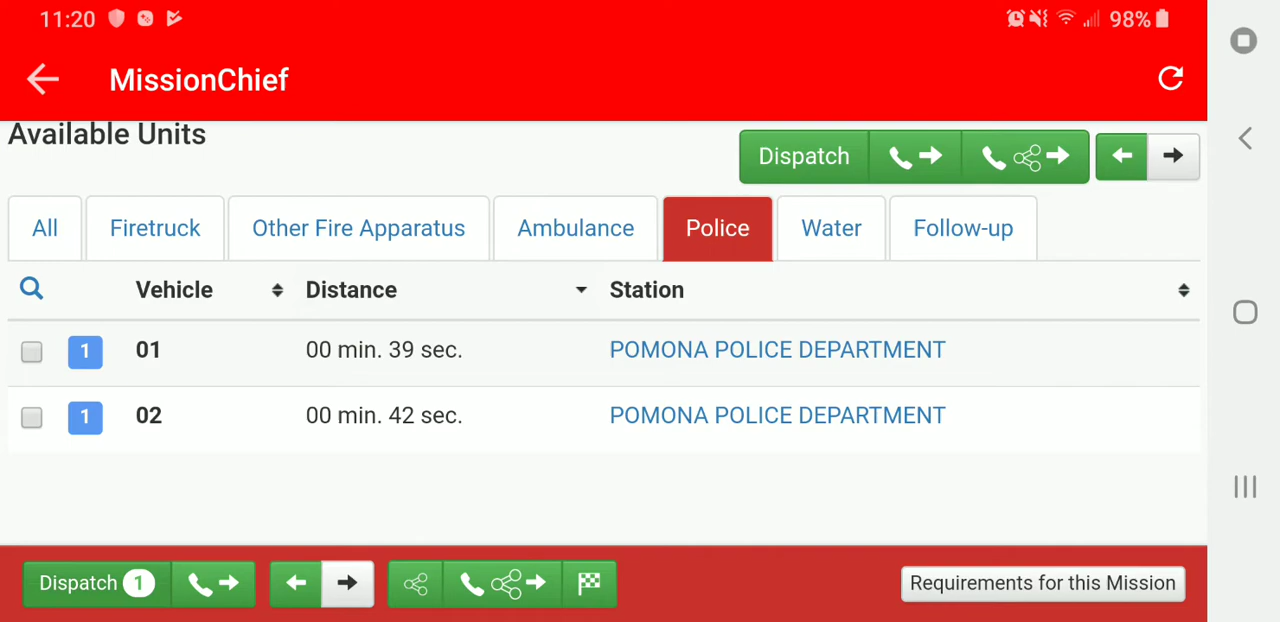 11:20 98%
MissionChief
Available Units
Dispatch
All Firetruck Other Fire Apparatus Ambulance Police Water Follow-up
Vehicle Distance Station
1 01 00 min. 39 sec. POMONA POLICE DEPARTMENT
1 02 00 min. 42 sec. POMONA POLICE DEPARTMENT
Dispatch 1 Requirements for this Mission